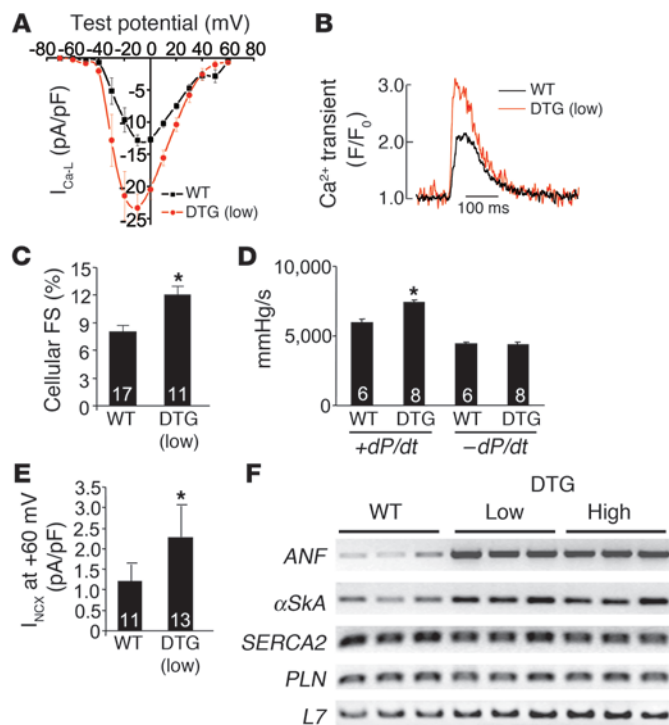 A
Test potential (mV)
-80 -60 -40 -20 0 20 40 60 80
-5
-10
-15
-20
-25
I_Ca-L (pA/pF)
WT
DTG (low)
B
Ca²⁺ transient
(F/F₀)
3.0
2.0
1.0
WT
DTG (low)
100 ms
C
Cellular FS (%)
15
12
9
6
3
0
*
17 11
WT DTG
(low)
D
mmHg/s
10,000
5,000
0
*
6 8 6 8
WT DTG WT DTG
+dP/dt −dP/dt
E
I_NCX at +60 mV
(pA/pF)
3.5
3.0
2.5
2.0
1.5
1.0
0.5
0
*
11 13
WT DTG
(low)
F
DTG
WT Low High
ANF
αSkA
SERCA2
PLN
L7